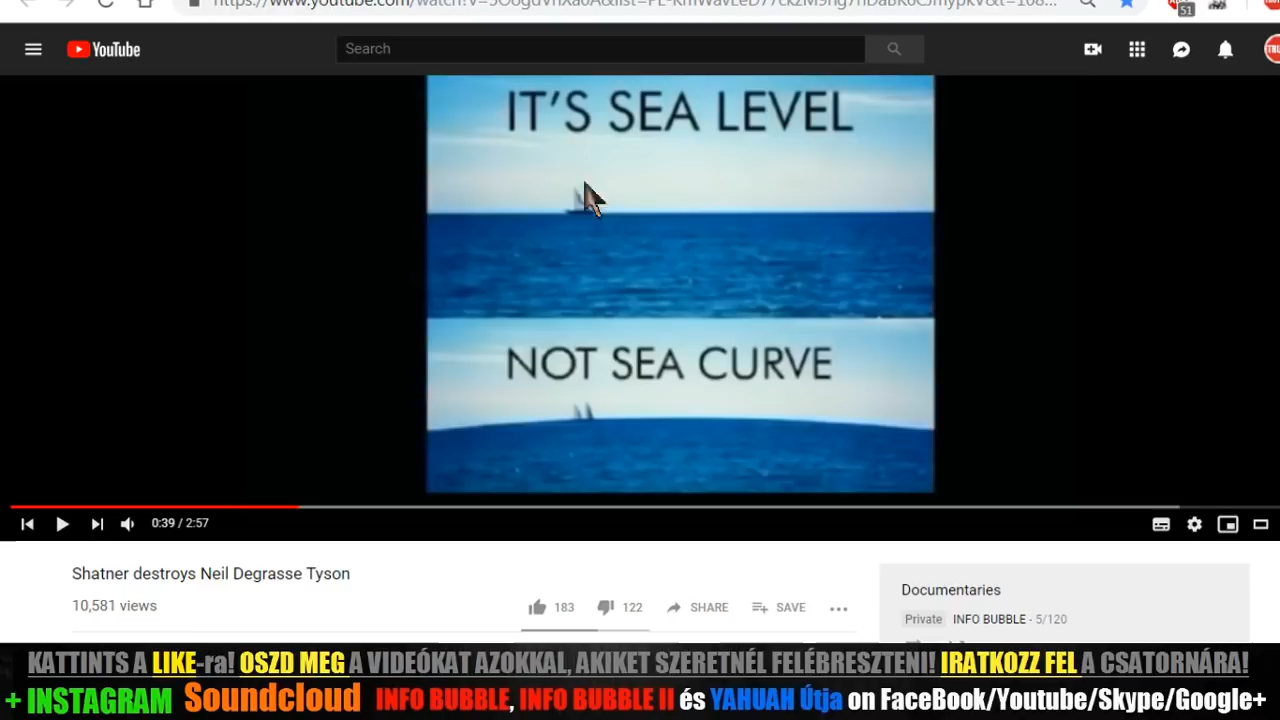 51
YouTube
Search
IT'S SEA LEVEL
NOT SEA CURVE
0:39 / 2:57
Shatner destroys Neil Degrasse Tyson
10,581 views
183
122
SHARE
SAVE
Documentaries
Private INFO BUBBLE - 5/120
KATTINTS A LIKE-ra! OSZD MEG A VIDEÓKAT AZOKKAL, AKIKET SZERETNÉL FELÉBRESZTENI! IRATKOZZ FEL A CSATORNÁRA!
+ INSTAGRAM Soundcloud INFO BUBBLE, INFO BUBBLE II és YAHUAH Útja on FaceBook/Youtube/Skype/Google+